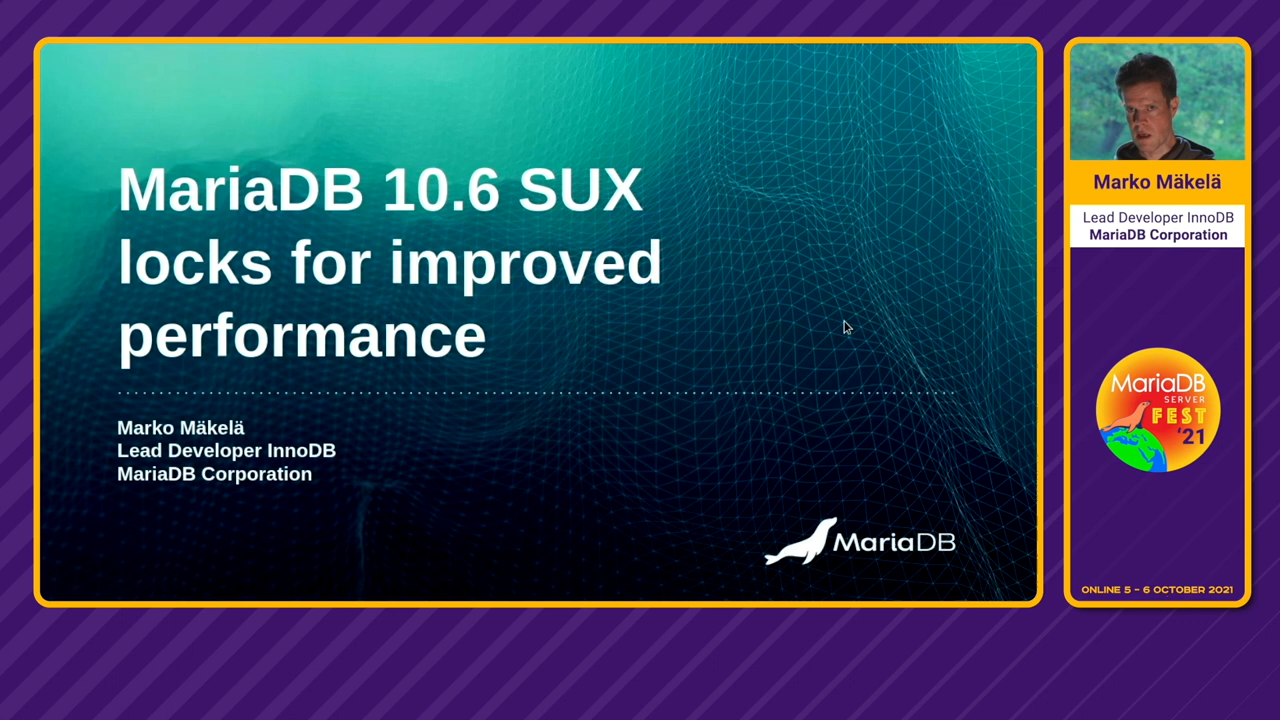 MariaDB 10.6 SUX
locks for improved
performance
Marko Mäkelä
Lead Developer InnoDB
MariaDB Corporation
MariaDB
Marko Mäkelä
Lead Developer InnoDB
MariaDB Corporation
MariaDB
SERVER
FEST
'21
ONLINE 5 – 6 OCTOBER 2021